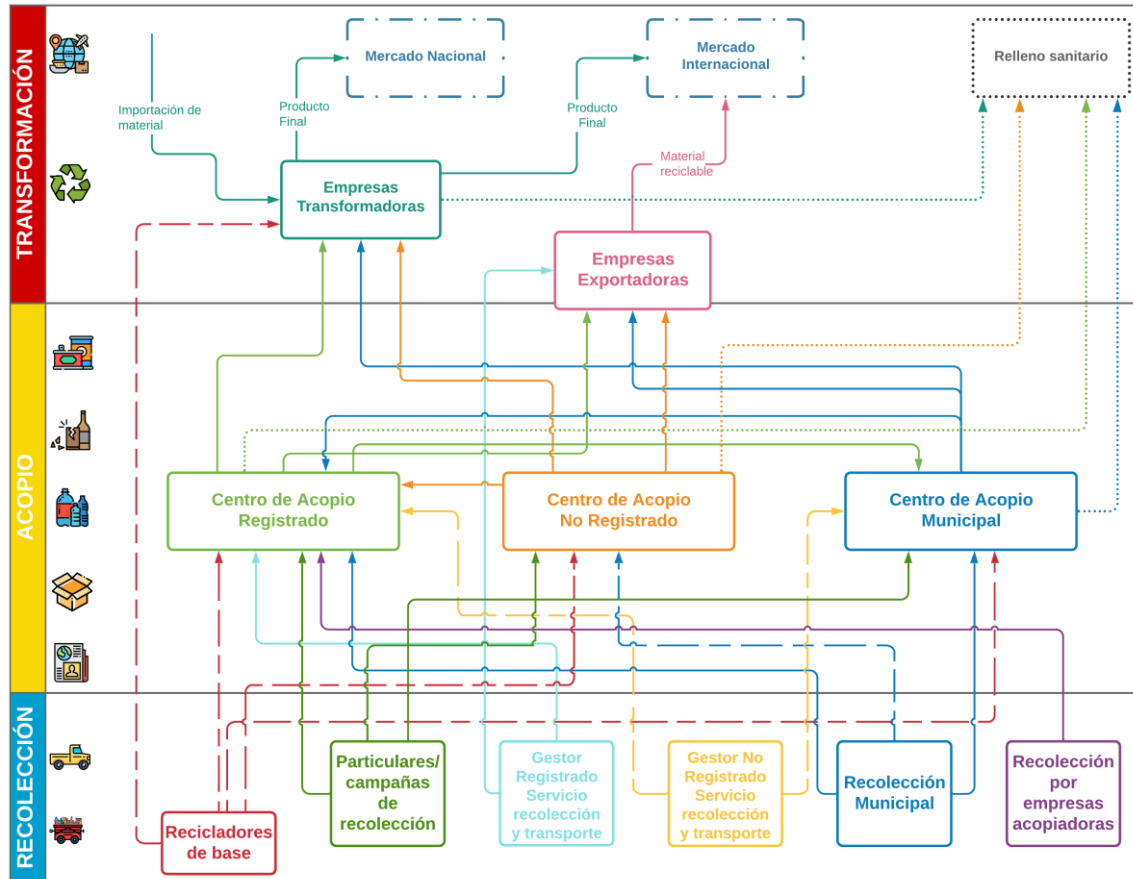 TRANSFORMACIÓN
Mercado Nacional
Mercado
Internacional
Relleno sanitario
Importación de
material
Producto
Final
Producto
Final
Material
reciclable
Empresas
Transformadoras
Empresas
Exportadoras
ACOPIO
Centro de Acopio
Registrado
Centro de Acopio
No Registrado
Centro de Acopio
Municipal
RECOLECCIÓN
Recicladores
de base
Particulares/
campañas
de
recolección
Gestor
Registrado
Servicio
recolección
y transporte
Gestor No
Registrado
Servicio
recolección
y transporte
Recolección
Municipal
Recolección
por
empresas
acopiadoras